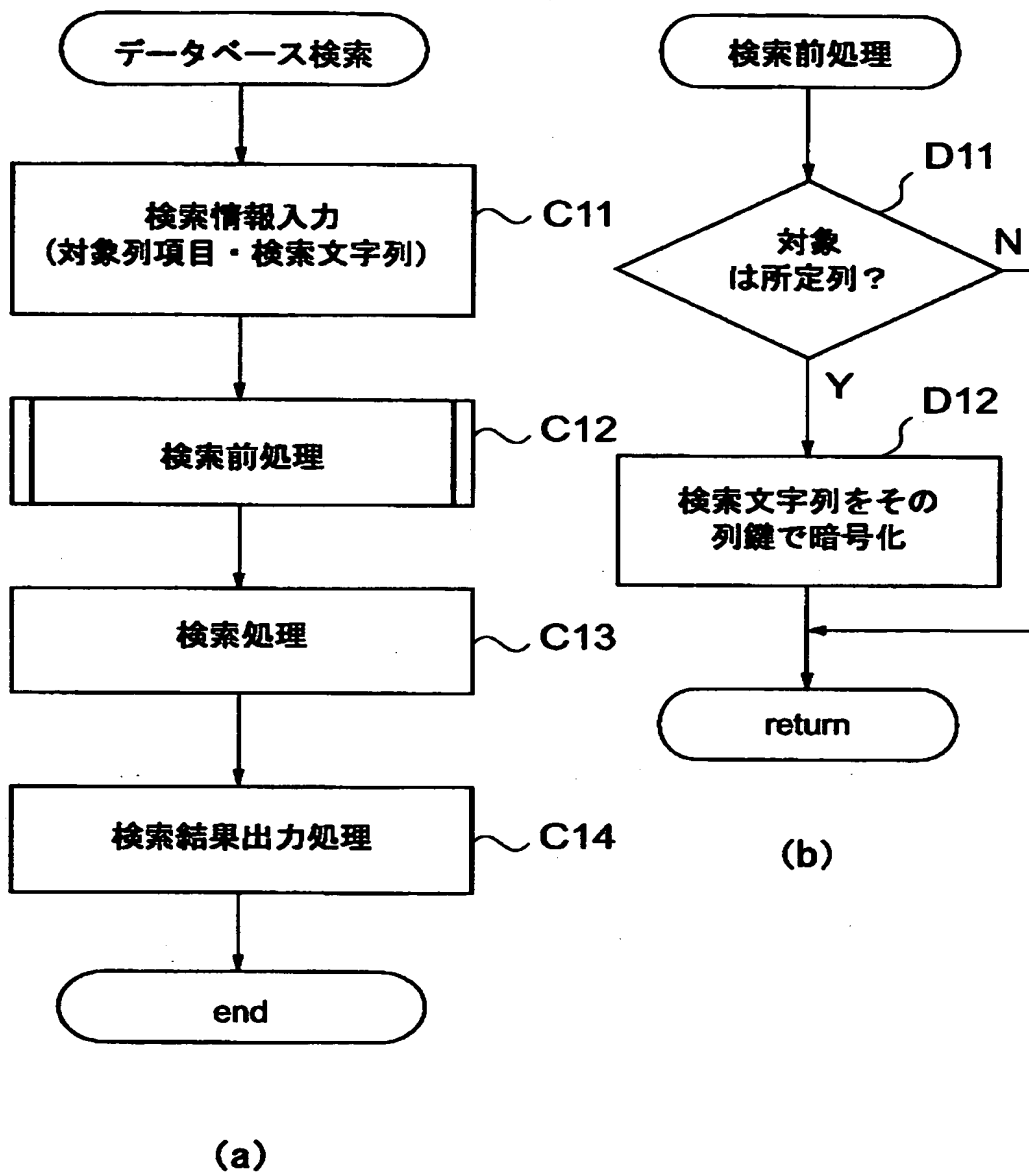 データベース検索
検索情報入力
(対象列項目・検索文字列)
C11
検索前処理
C12
検索処理
C13
検索結果出力処理
C14
end
(a)
検索前処理
D11
対象
は所定列？
N
Y
D12
検索文字列をその
列鍵で暗号化
return
(b)